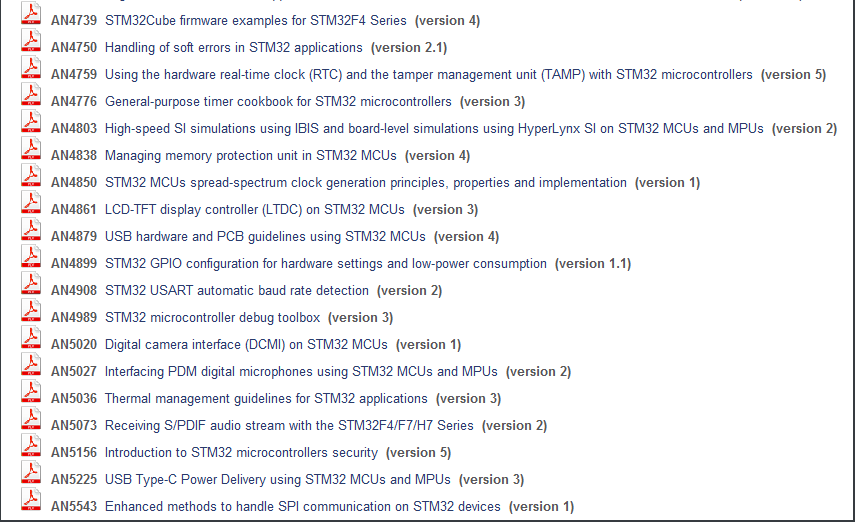 AN4739 STM32Cube firmware examples for STM32F4 Series (version 4)
AN4750 Handling of soft errors in STM32 applications (version 2.1)
AN4759 Using the hardware real-time clock (RTC) and the tamper management unit (TAMP) with STM32 microcontrollers (version 5)
AN4776 General-purpose timer cookbook for STM32 microcontrollers (version 3)
AN4803 High-speed SI simulations using IBIS and board-level simulations using HyperLynx SI on STM32 MCUs and MPUs (version 2)
AN4838 Managing memory protection unit in STM32 MCUs (version 4)
AN4850 STM32 MCUs spread-spectrum clock generation principles, properties and implementation (version 1)
AN4861 LCD-TFT display controller (LTDC) on STM32 MCUs (version 3)
AN4879 USB hardware and PCB guidelines using STM32 MCUs (version 4)
AN4899 STM32 GPIO configuration for hardware settings and low-power consumption (version 1.1)
AN4908 STM32 USART automatic baud rate detection (version 2)
AN4989 STM32 microcontroller debug toolbox (version 3)
AN5020 Digital camera interface (DCMI) on STM32 MCUs (version 1)
AN5027 Interfacing PDM digital microphones using STM32 MCUs and MPUs (version 2)
AN5036 Thermal management guidelines for STM32 applications (version 3)
AN5073 Receiving S/PDIF audio stream with the STM32F4/F7/H7 Series (version 2)
AN5156 Introduction to STM32 microcontrollers security (version 5)
AN5225 USB Type-C Power Delivery using STM32 MCUs and MPUs (version 3)
AN5543 Enhanced methods to handle SPI communication on STM32 devices (version 1)